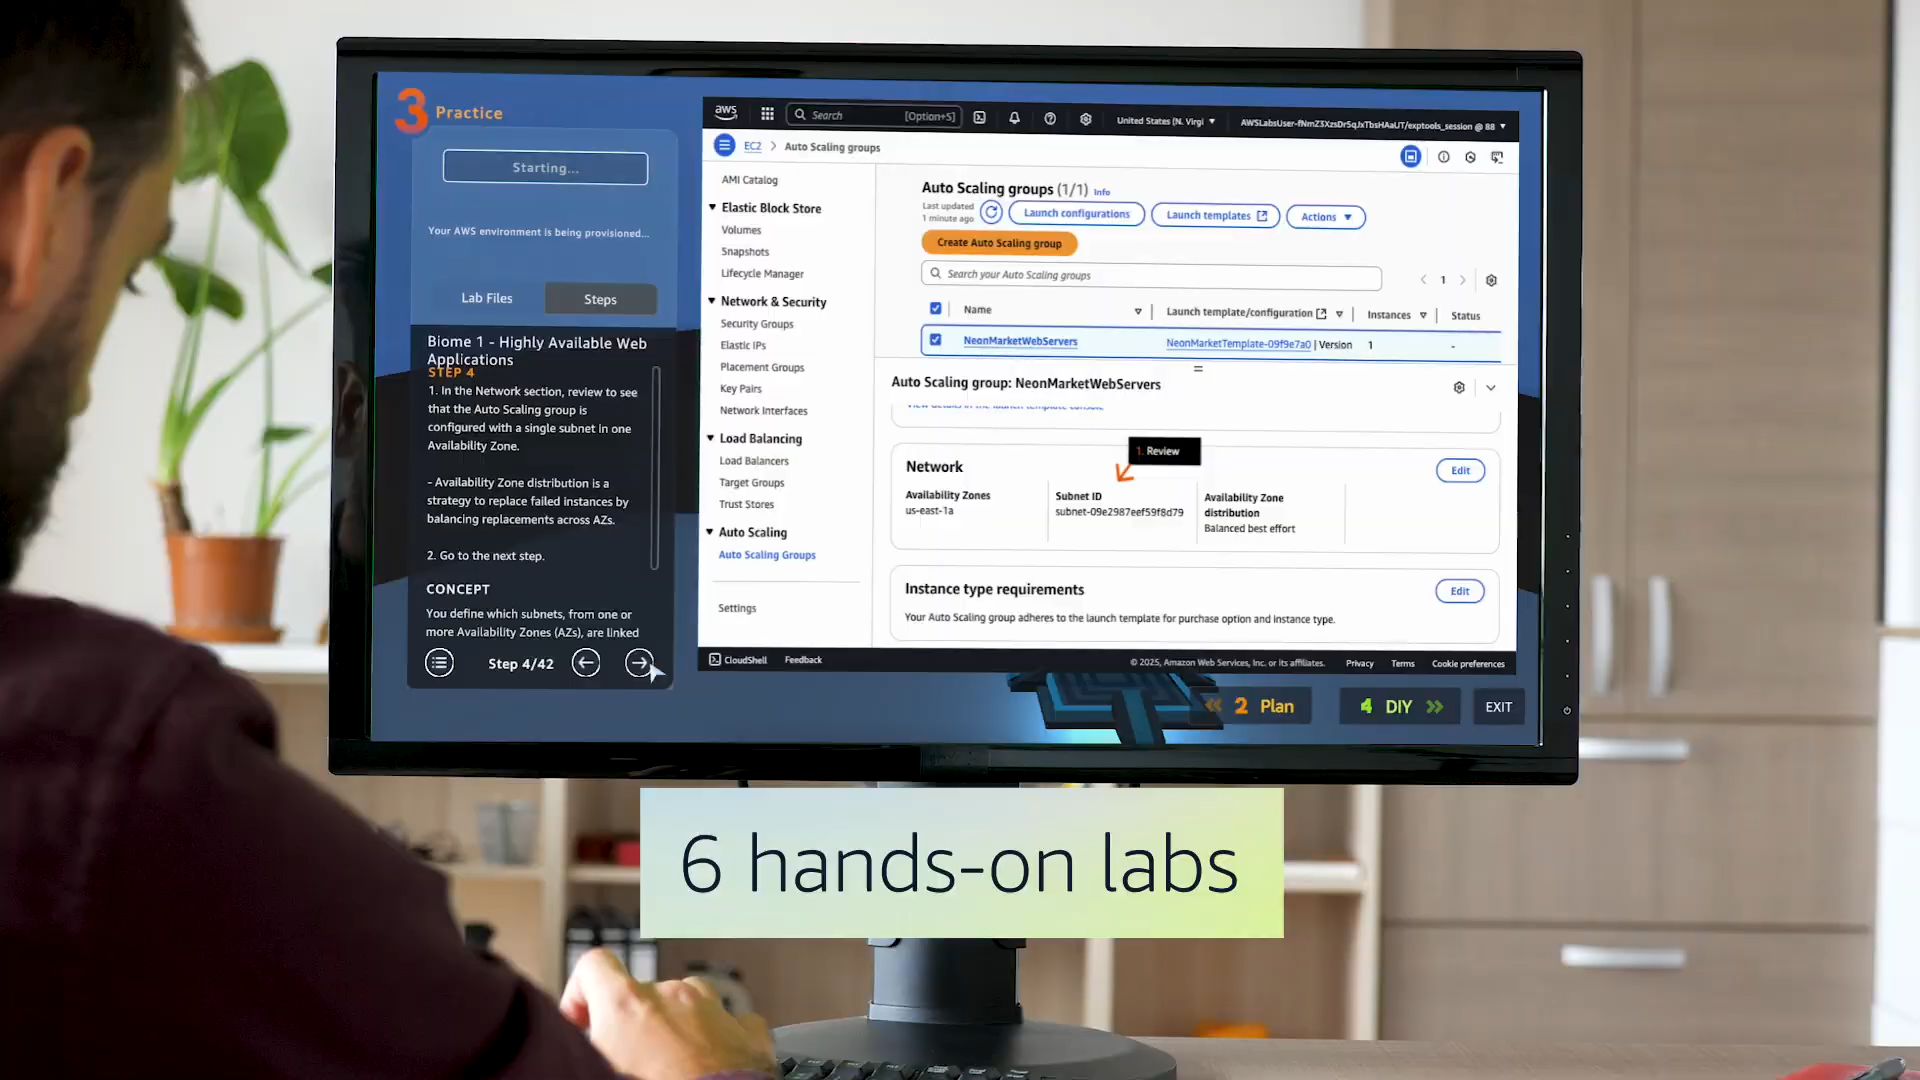 3 Practice
Starting...
Your AWS environment is being provisioned...
Lab Files
Steps
Biome 1 - Highly Available Web
Applications
STEP 4
1. In the Network section, review to see
that the Auto Scaling group is
configured with a single subnet in one
Availability Zone.
- Availability Zone distribution is a
strategy to replace failed instances by
balancing replacements across AZs.
2. Go to the next step.
CONCEPT
You define which subnets, from one or
more Availability Zones (AZs), are linked
Step 4/42
aws
Search
[Option+S]
United States (N. Virgi
EC2 > Auto Scaling groups
AMI Catalog
Elastic Block Store
Volumes
Snapshots
Lifecycle Manager
Network & Security
Security Groups
Elastic IPs
Placement Groups
Key Pairs
Network Interfaces
Load Balancing
Load Balancers
Target Groups
Trust Stores
Auto Scaling
Auto Scaling Groups
Settings
Auto Scaling groups (1/1) Info
Last updated
1 minute ago
Launch configurations
Launch templates
Actions
Create Auto Scaling group
Search your Auto Scaling groups
1
Name
Launch template/configuration
Instances
Status
NeonMarketWebServers
NeonMarketTemplate-09f9e7a0 | Version
1
-
Auto Scaling group: NeonMarketWebServers
View details in the launch template console
1. Review
Network
Edit
Availability Zones
us-east-1a
Subnet ID
subnet-09e2987eef59f8d79
Availability Zone
distribution
Balanced best effort
Instance type requirements
Edit
Your Auto Scaling group adheres to the launch template for purchase option and instance type.
CloudShell
Feedback
© 2025, Amazon Web Services, Inc. or its affiliates.
Privacy
Terms
Cookie preferences
2 Plan
4 DIY
EXIT
6 hands-on labs